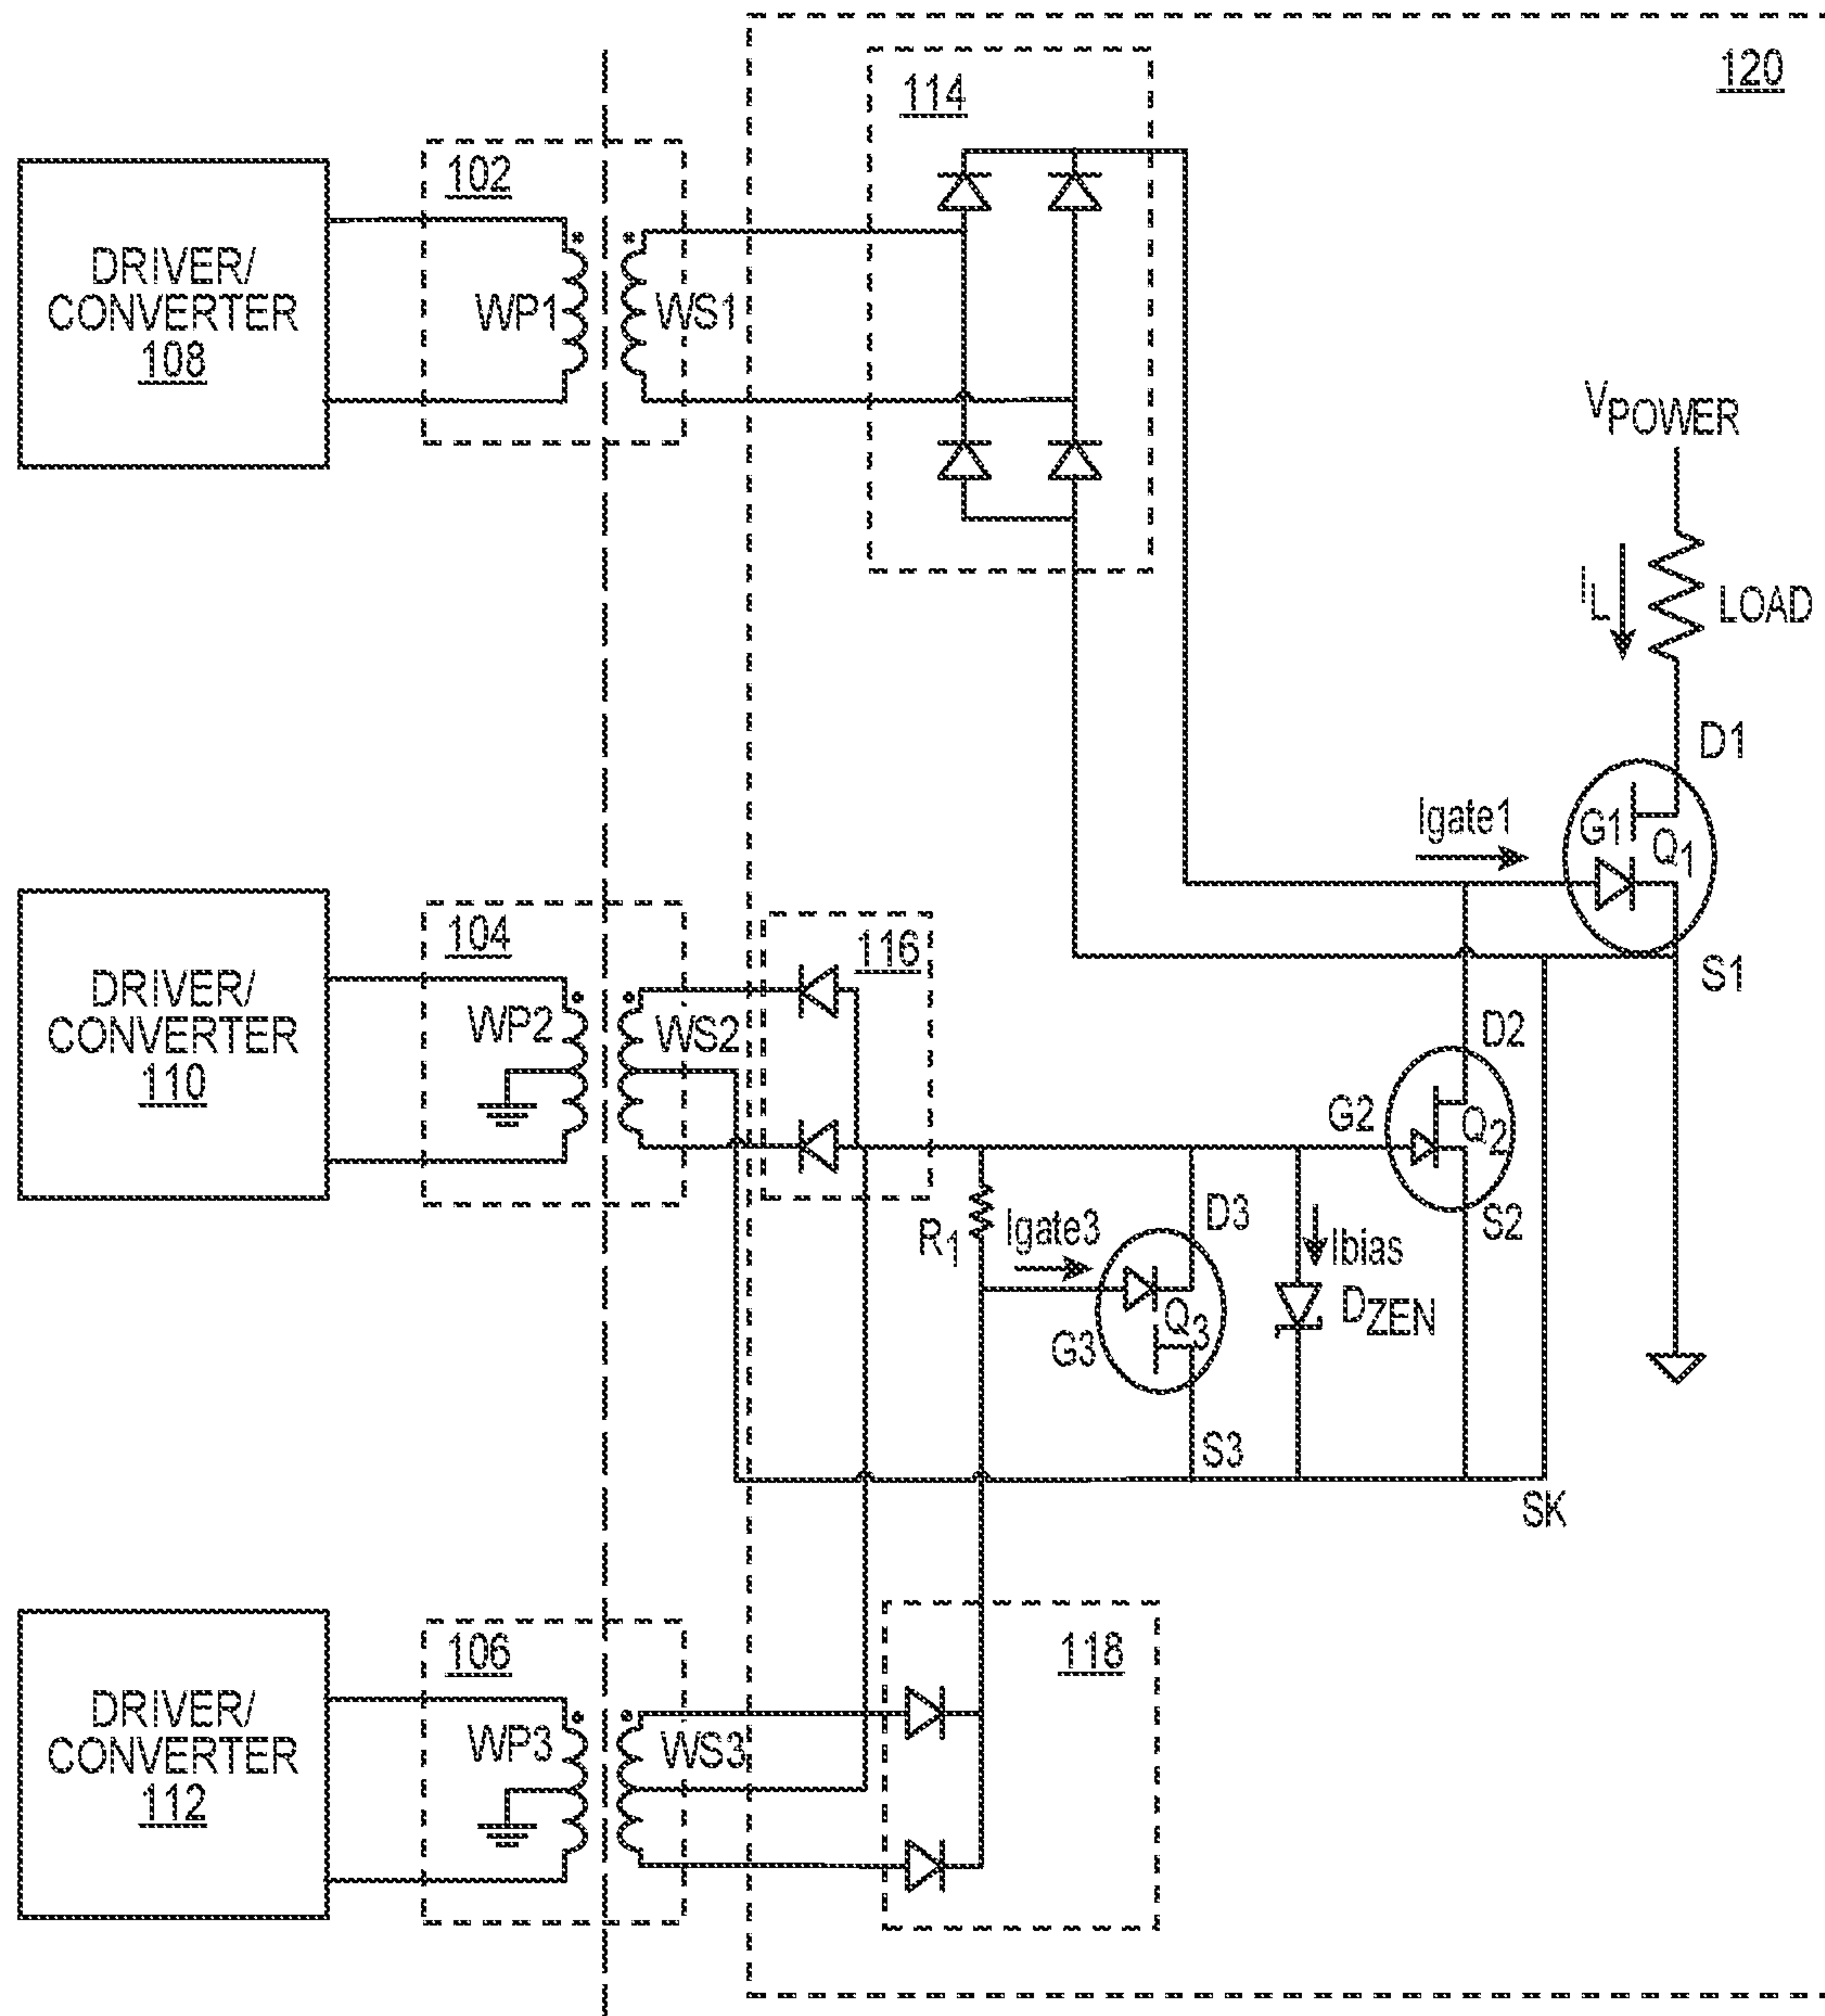 120
114
102
DRIVER/
CONVERTER
108
WP1
WS1
VPOWER
IL
LOAD
D1
Igate1
G1
Q1
S1
104
116
DRIVER/
CONVERTER
110
WP2
WS2
D2
G2
Q2
S2
R1
Igate3
D3
Ibias
DZEN
Q3
G3
S3
SK
106
118
DRIVER/
CONVERTER
112
WP3
WS3